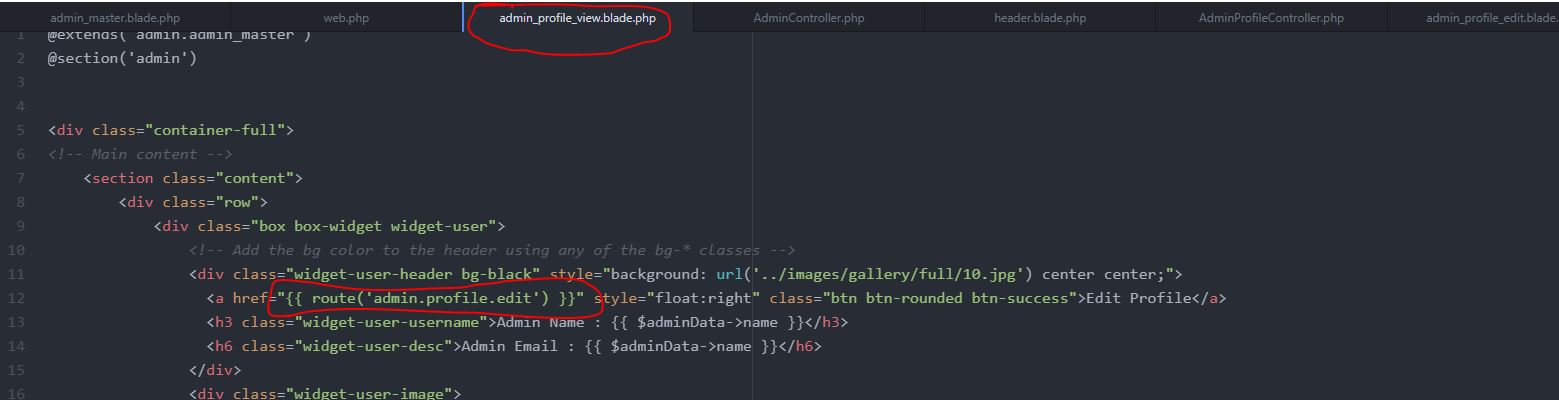 admin_master.blade.php web.php admin_profile_view.blade.php AdminController.php header.blade.php AdminProfileController.php admin_profile_edit.blade.
1 @extends('admin.admin_master')
2 @section('admin')
3
4
5 <div class="container-full">
6 <!-- Main content -->
7 <section class="content">
8 <div class="row">
9 <div class="box box-widget widget-user">
10 <!-- Add the bg color to the header using any of the bg-* classes -->
11 <div class="widget-user-header bg-black" style="background: url('../images/gallery/full/10.jpg') center center;">
12 <a href="{{ route('admin.profile.edit') }}" style="float:right" class="btn btn-rounded btn-success">Edit Profile</a>
13 <h3 class="widget-user-username">Admin Name : {{ $adminData->name }}</h3>
14 <h6 class="widget-user-desc">Admin Email : {{ $adminData->name }}</h6>
15 </div>
16 <div class="widget-user-image">